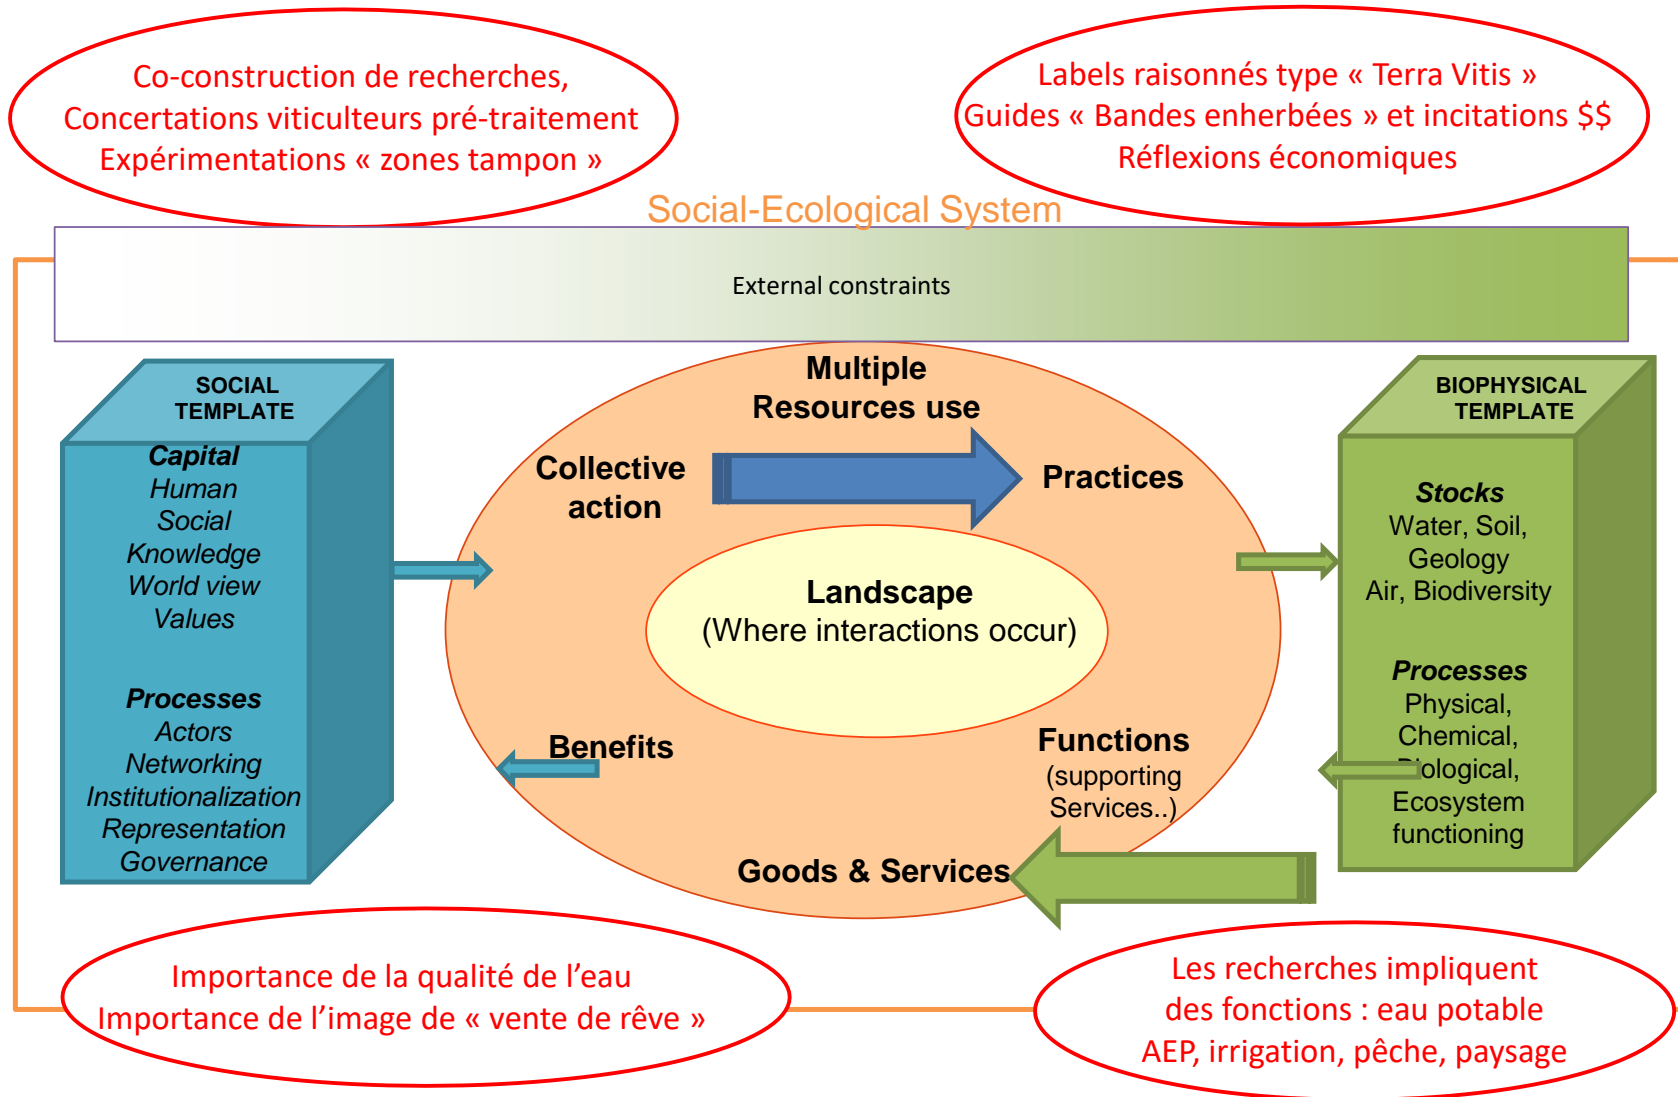 Co-construction de recherches,
Concertations viticulteurs pré-traitement
Expérimentations « zones tampon »
Labels raisonnés type « Terra Vitis »
Guides « Bandes enherbées » et incitations $$
Réflexions économiques
Social-Ecological System
External constraints
SOCIAL
TEMPLATE
Capital
Human
Social
Knowledge
World view
Values
Processes
Actors
Networking
Institutionalization
Representation
Governance
Multiple
Resources use
Collective
action
Practices
Landscape
(Where interactions occur)
Benefits
Functions
(supporting
Services..)
Goods & Services
BIOPHYSICAL
TEMPLATE
Stocks
Water, Soil,
Geology
Air, Biodiversity
Processes
Physical,
Chemical,
Biological,
Ecosystem
functioning
Importance de la qualité de l’eau
Importance de l’image de « vente de rêve »
Les recherches impliquent
des fonctions : eau potable
AEP, irrigation, pêche, paysage